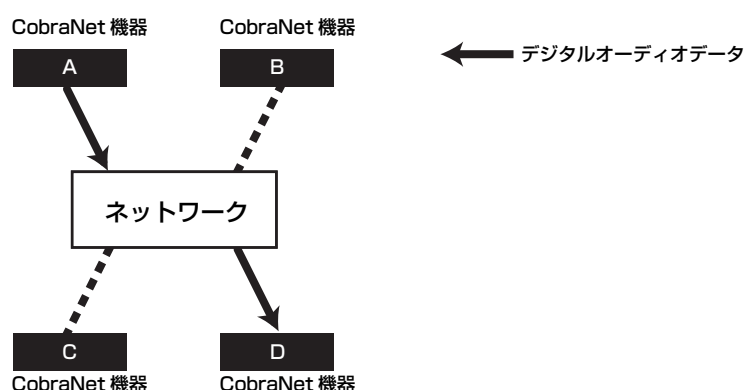 CobraNet 機器
CobraNet 機器
デジタルオーディオデータ
A
B
ネットワーク
C
D
CobraNet 機器
CobraNet 機器